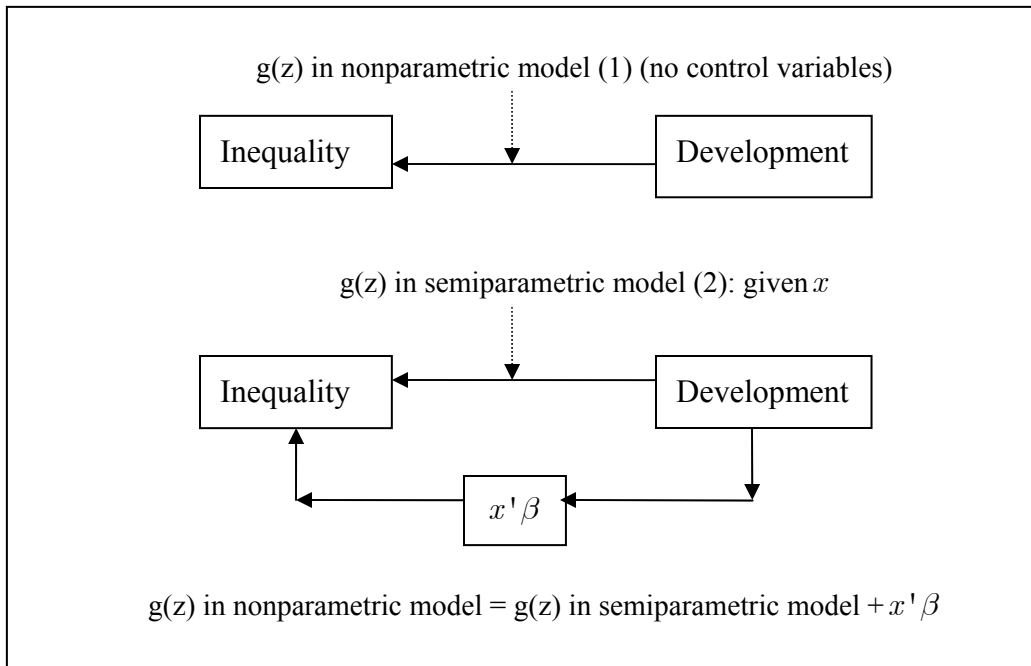 g(z) in nonparametric model (1) (no control variables)
Inequality
Development
g(z) in semiparametric model (2): given x
Inequality
Development
x'β
g(z) in nonparametric model = g(z) in semiparametric model + x'β